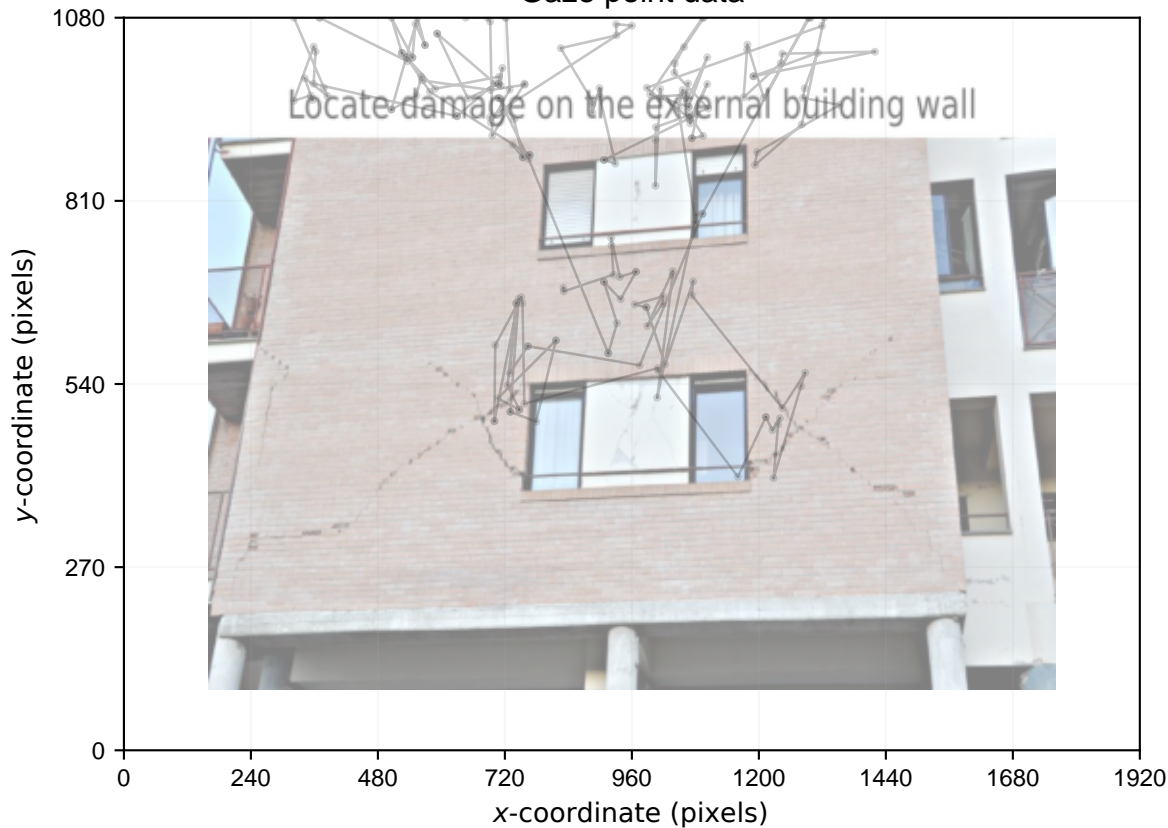 Gaze point data
1080
Locate damage on the external building wall
810
540
270
0
0 240 480 720 960 1200 1440 1680 1920
x-coordinate (pixels)
y-coordinate (pixels)